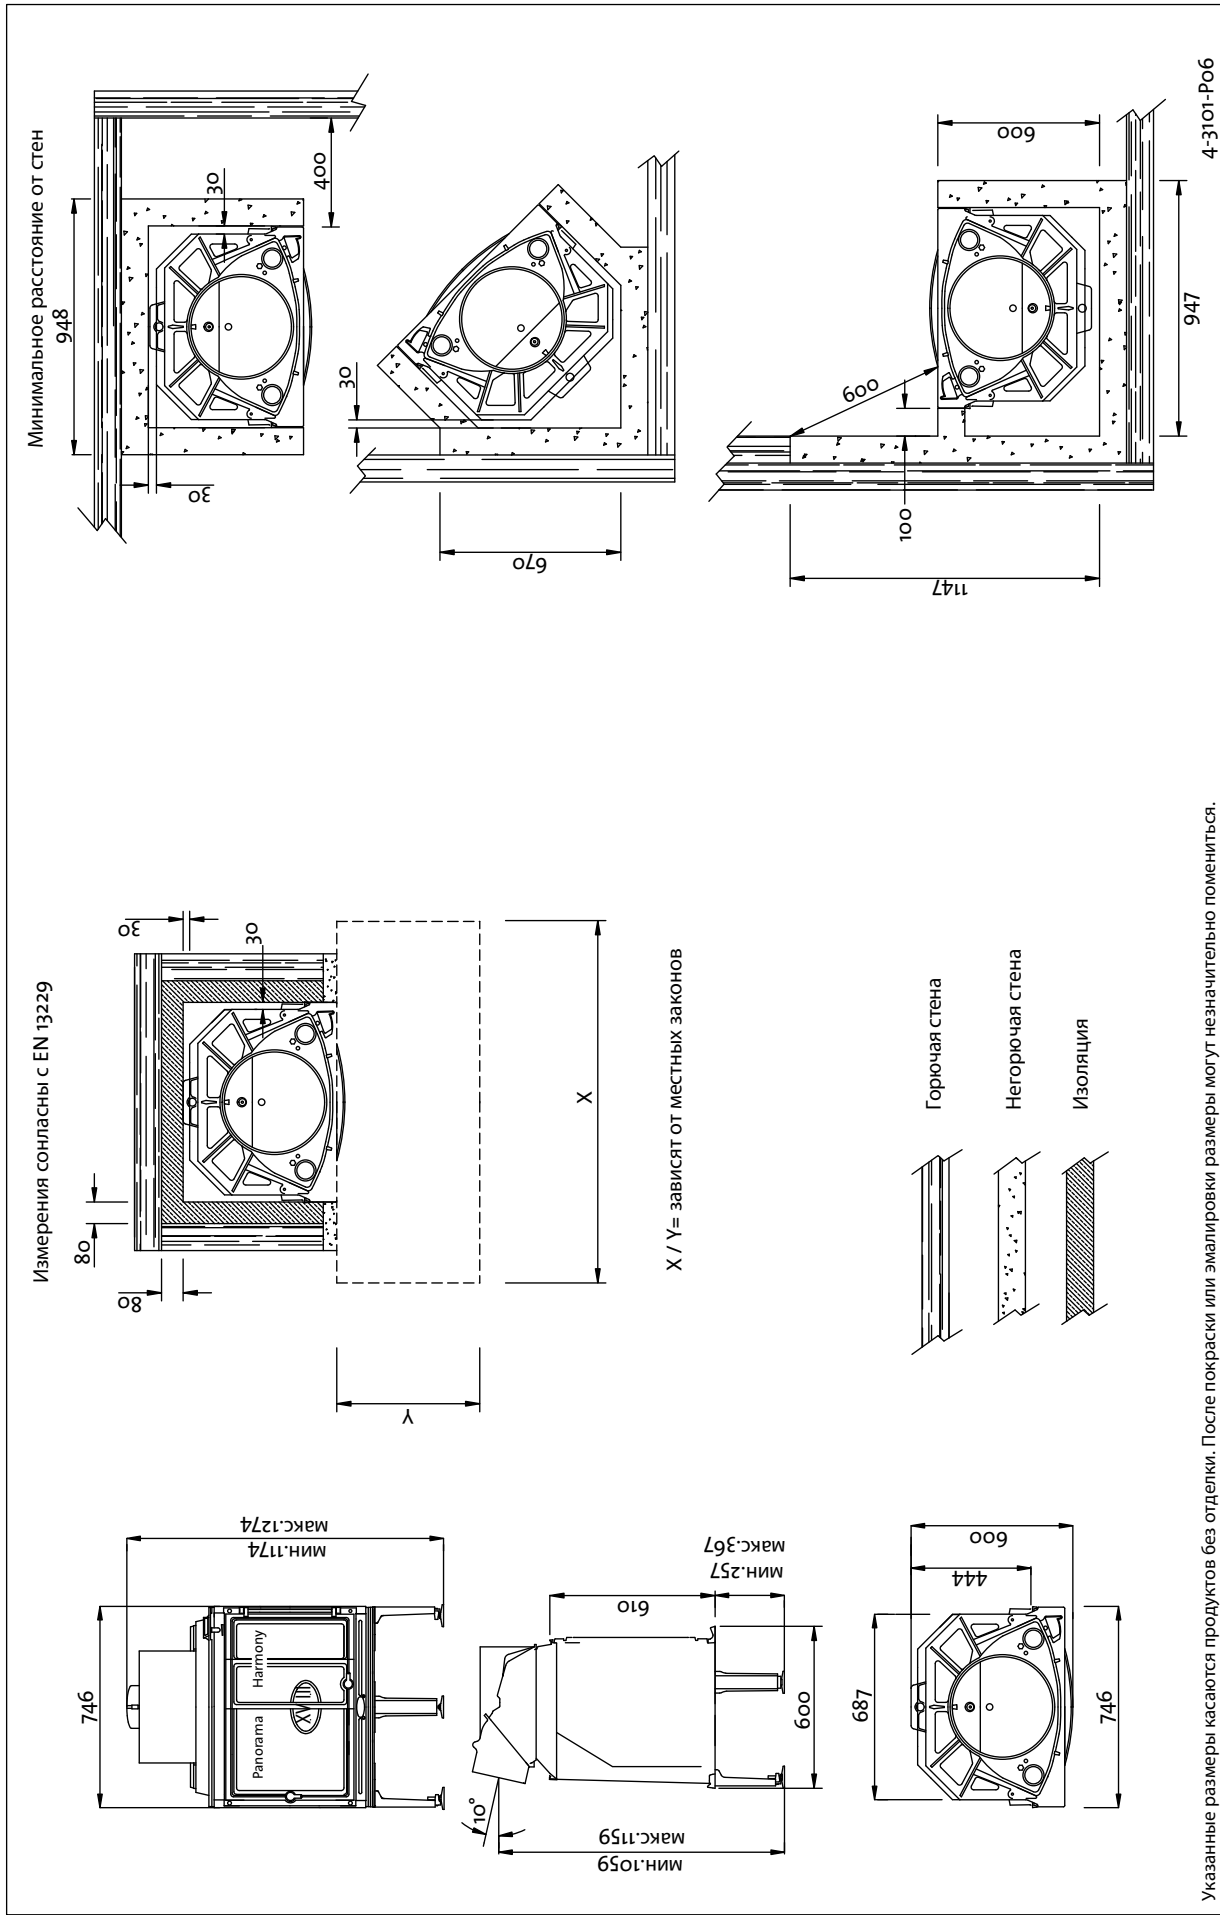 746
Panorama
Harmony
XVIII
мин.1174
макс.1274
10°
мин.1059
макс.1159
610
мин.257
макс.367
600
687
444
600
746
Измерения сонласны с EN 13229
80
80
30
30
Y
X
X / Y= зависят от местных законов
Горючая стена
Негорючая стена
Изоляция
Минимальное расстояние от стен
948
30
30
400
30
670
600
100
1147
600
947
4-3101-P06
Указанные размеры касаются продуктов без отделки. После покраски или эмалировки размеры могут незначительно помениться.